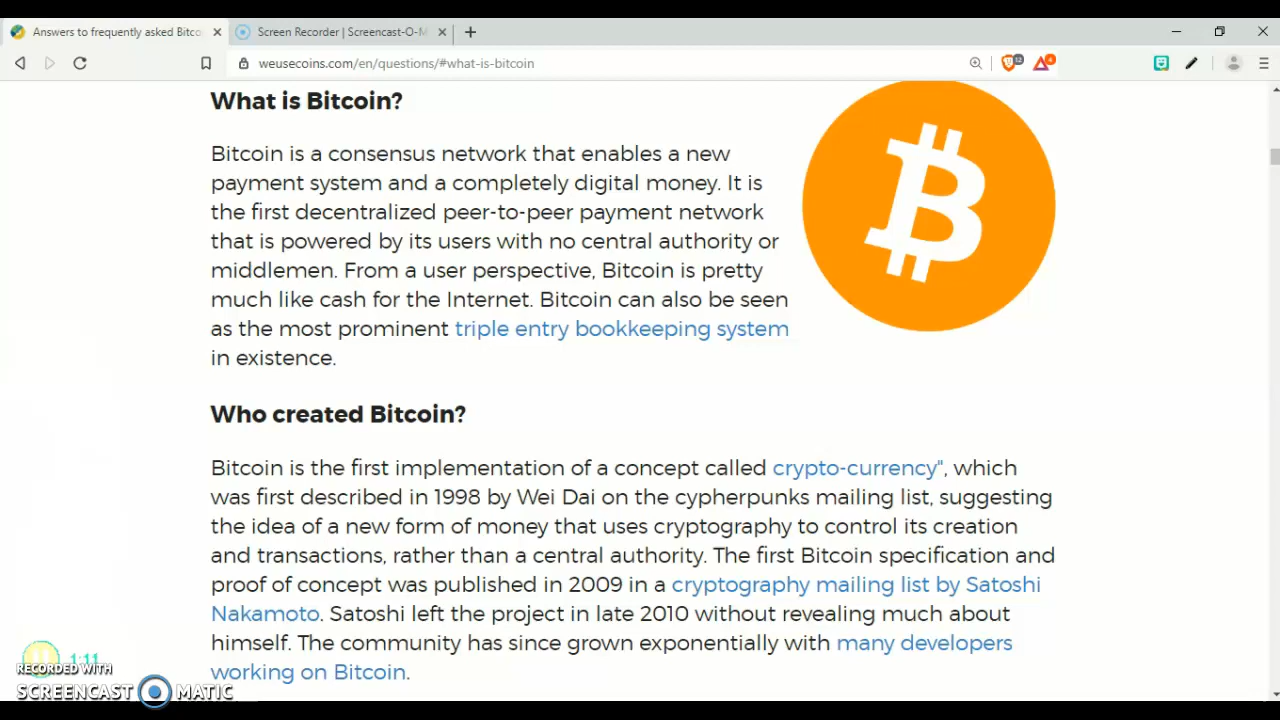 Answers to frequently asked Bitco
Screen Recorder | Screencast-O-M
weusecoins.com/en/questions/#what-is-bitcoin
12
4
What is Bitcoin?
Bitcoin is a consensus network that enables a new
payment system and a completely digital money. It is
the first decentralized peer-to-peer payment network
that is powered by its users with no central authority or
middlemen. From a user perspective, Bitcoin is pretty
much like cash for the Internet. Bitcoin can also be seen
as the most prominent triple entry bookkeeping system
in existence.
Who created Bitcoin?
Bitcoin is the first implementation of a concept called crypto-currency", which
was first described in 1998 by Wei Dai on the cypherpunks mailing list, suggesting
the idea of a new form of money that uses cryptography to control its creation
and transactions, rather than a central authority. The first Bitcoin specification and
proof of concept was published in 2009 in a cryptography mailing list by Satoshi
Nakamoto. Satoshi left the project in late 2010 without revealing much about
himself. The community has since grown exponentially with many developers
working on Bitcoin.
1:11
RECORDED WITH
SCREENCAST MATIC